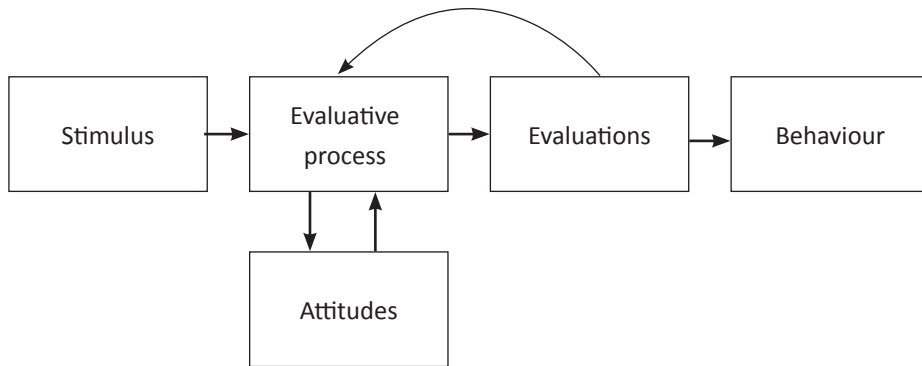 Stimulus
Evaluative
process
Evaluations
Behaviour
Attitudes